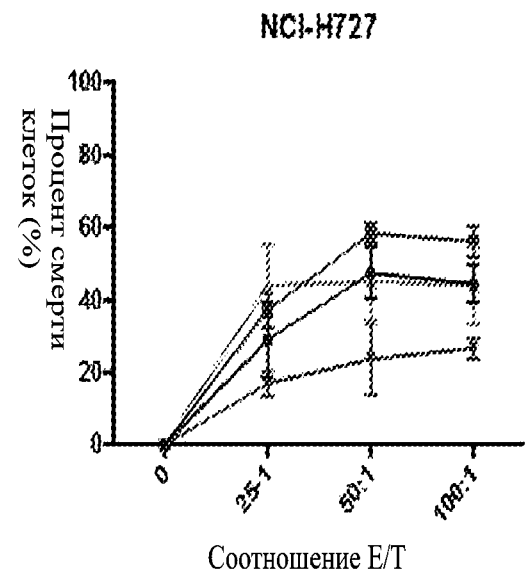 NCI-H727
Процент смерти
клеток (%)
100
80
60
40
20
0
0
25-1
50:1
100:1
Соотношение Е/Т